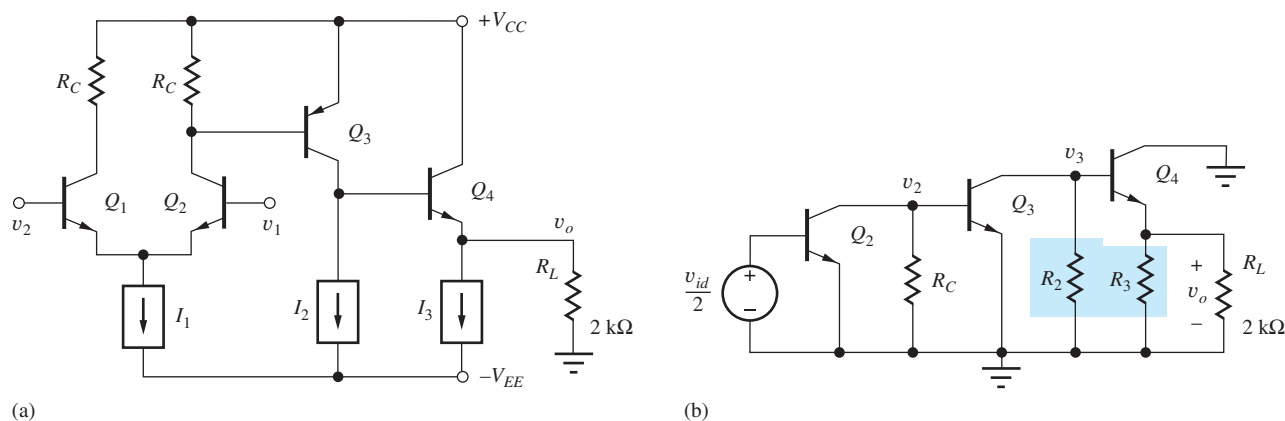 +V_CC
R_C
R_C
Q_3
Q_1
Q_2
Q_4
v_2
v_1
v_o
R_L
2 kΩ
I_1
I_2
I_3
−V_EE
(a)
v_3
Q_4
v_2
Q_3
Q_2
v_id/2
+
−
R_C
R_2
R_3
+
v_o
−
R_L
2 kΩ
(b)